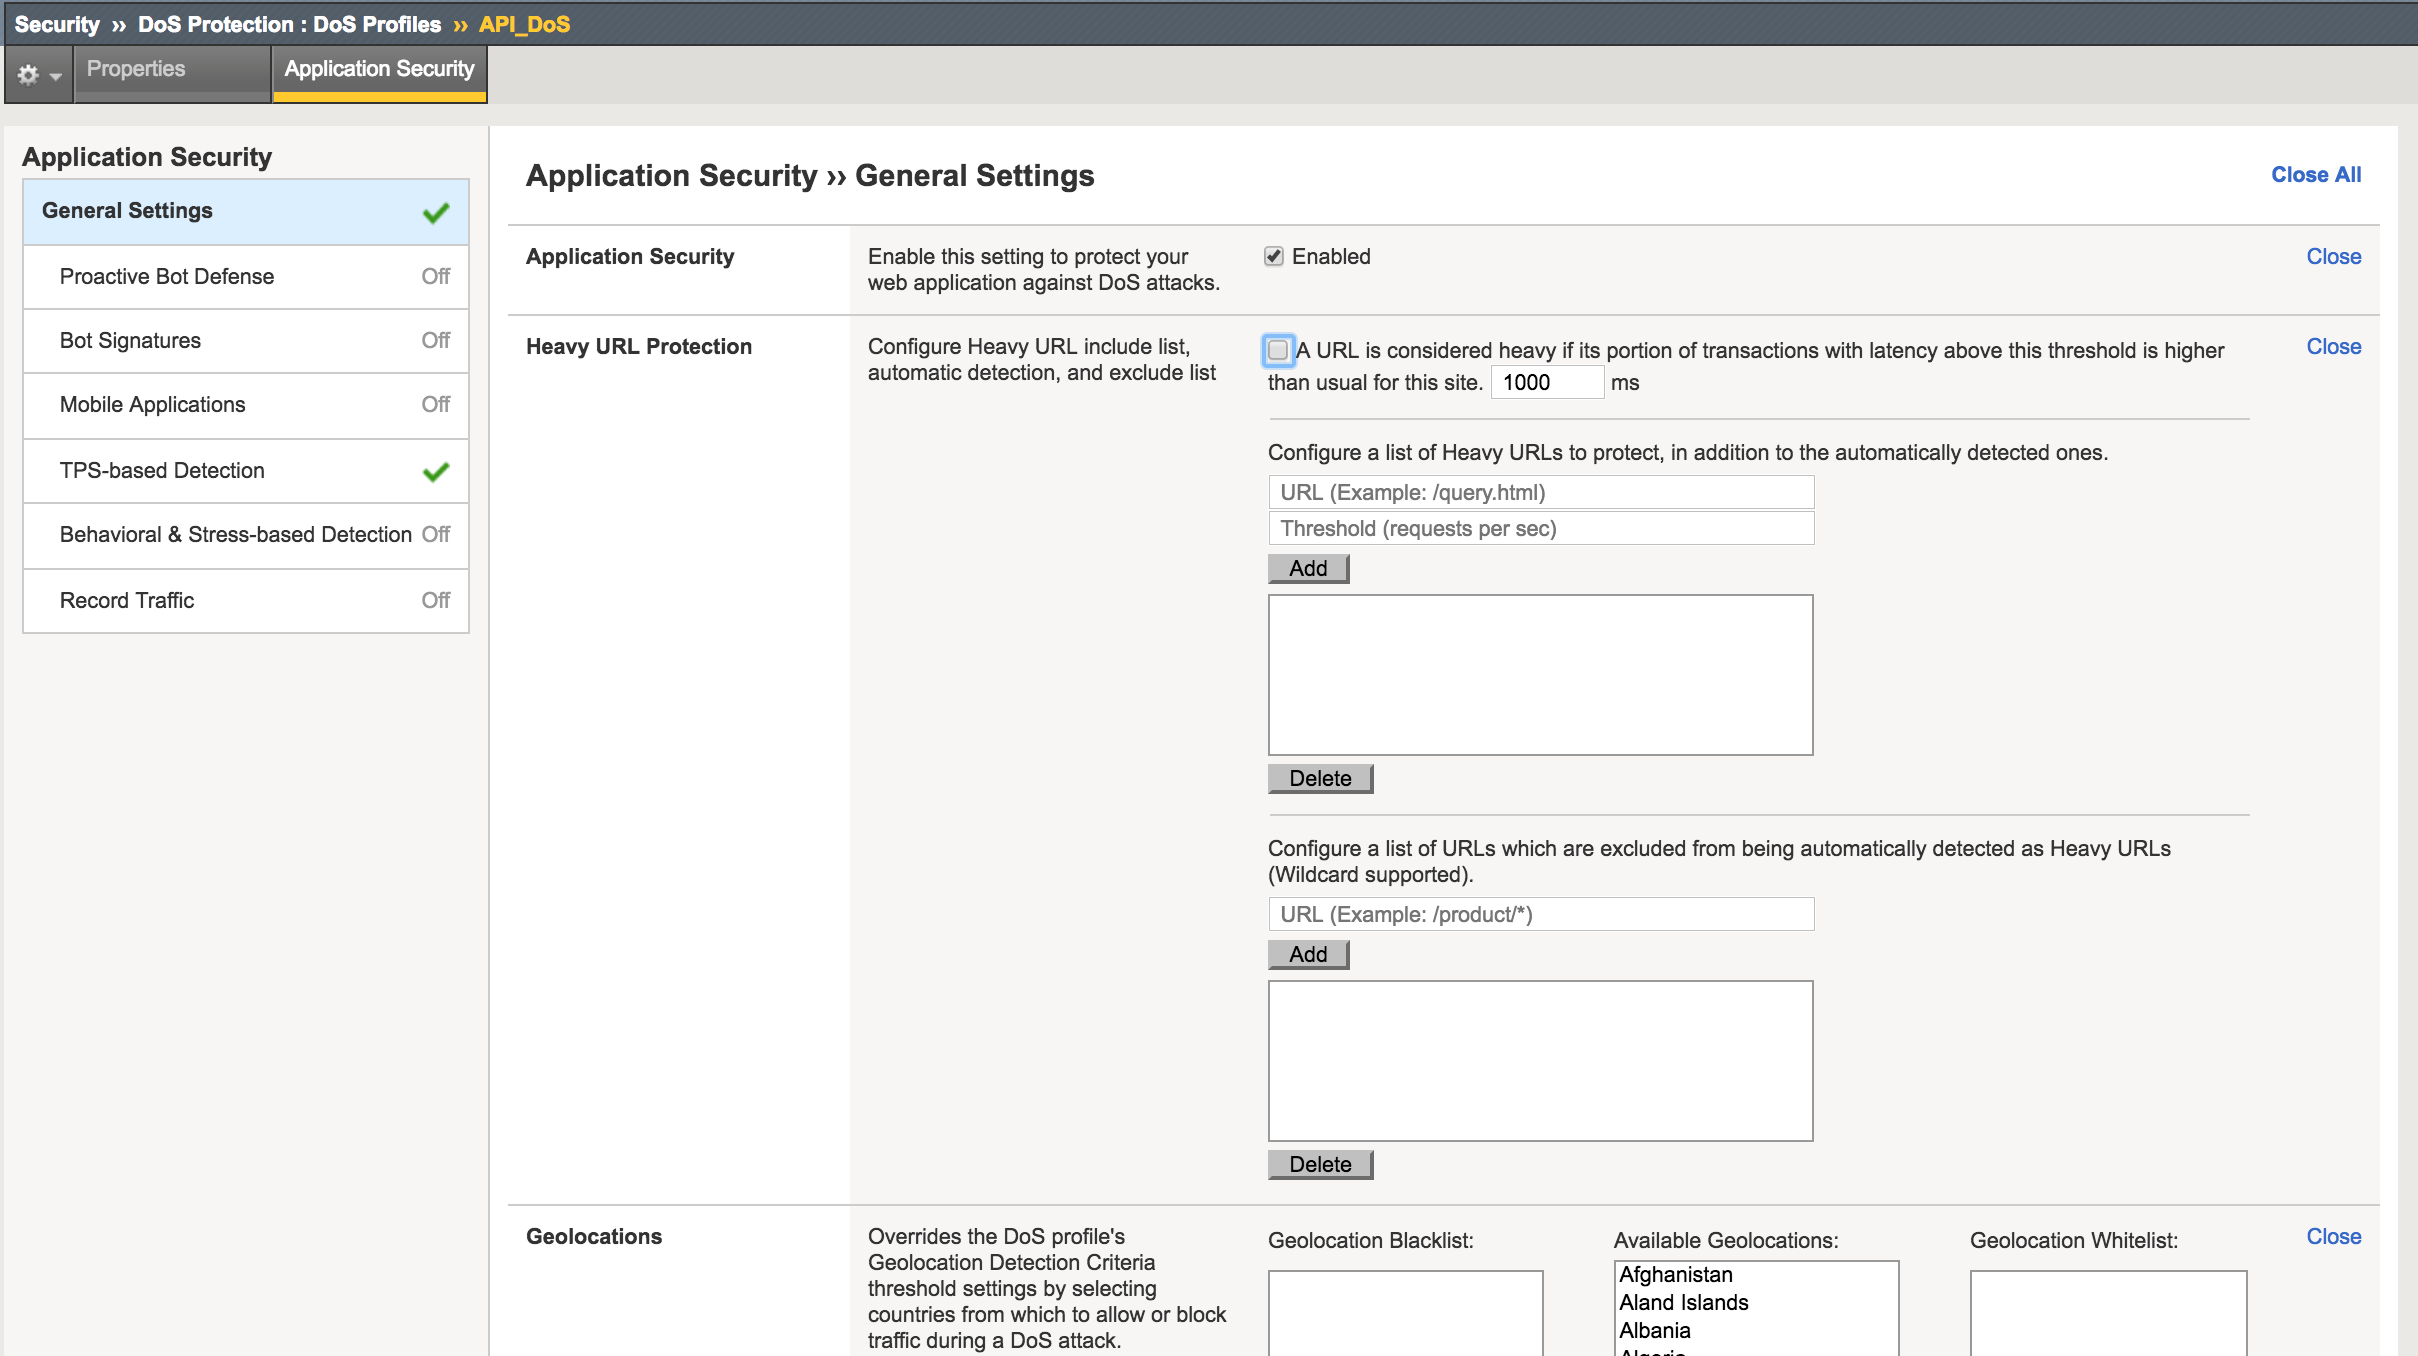 Security ›› DoS Protection : DoS Profiles ›› API_DoS
Properties
Application Security
Application Security
General Settings
Proactive Bot Defense Off
Bot Signatures Off
Mobile Applications Off
TPS-based Detection
Behavioral & Stress-based Detection Off
Record Traffic Off
Application Security ›› General Settings
Close All
Application Security
Enable this setting to protect your
web application against DoS attacks.
Enabled
Close
Heavy URL Protection
Configure Heavy URL include list,
automatic detection, and exclude list
A URL is considered heavy if its portion of transactions with latency above this threshold is higher
than usual for this site. 1000 ms
Close
Configure a list of Heavy URLs to protect, in addition to the automatically detected ones.
URL (Example: /query.html)
Threshold (requests per sec)
Add
Delete
Configure a list of URLs which are excluded from being automatically detected as Heavy URLs
(Wildcard supported).
URL (Example: /product/*)
Add
Delete
Geolocations
Overrides the DoS profile's
Geolocation Detection Criteria
threshold settings by selecting
countries from which to allow or block
traffic during a DoS attack.
Geolocation Blacklist:
Available Geolocations:
Afghanistan
Aland Islands
Albania
Algeria
Geolocation Whitelist:
Close